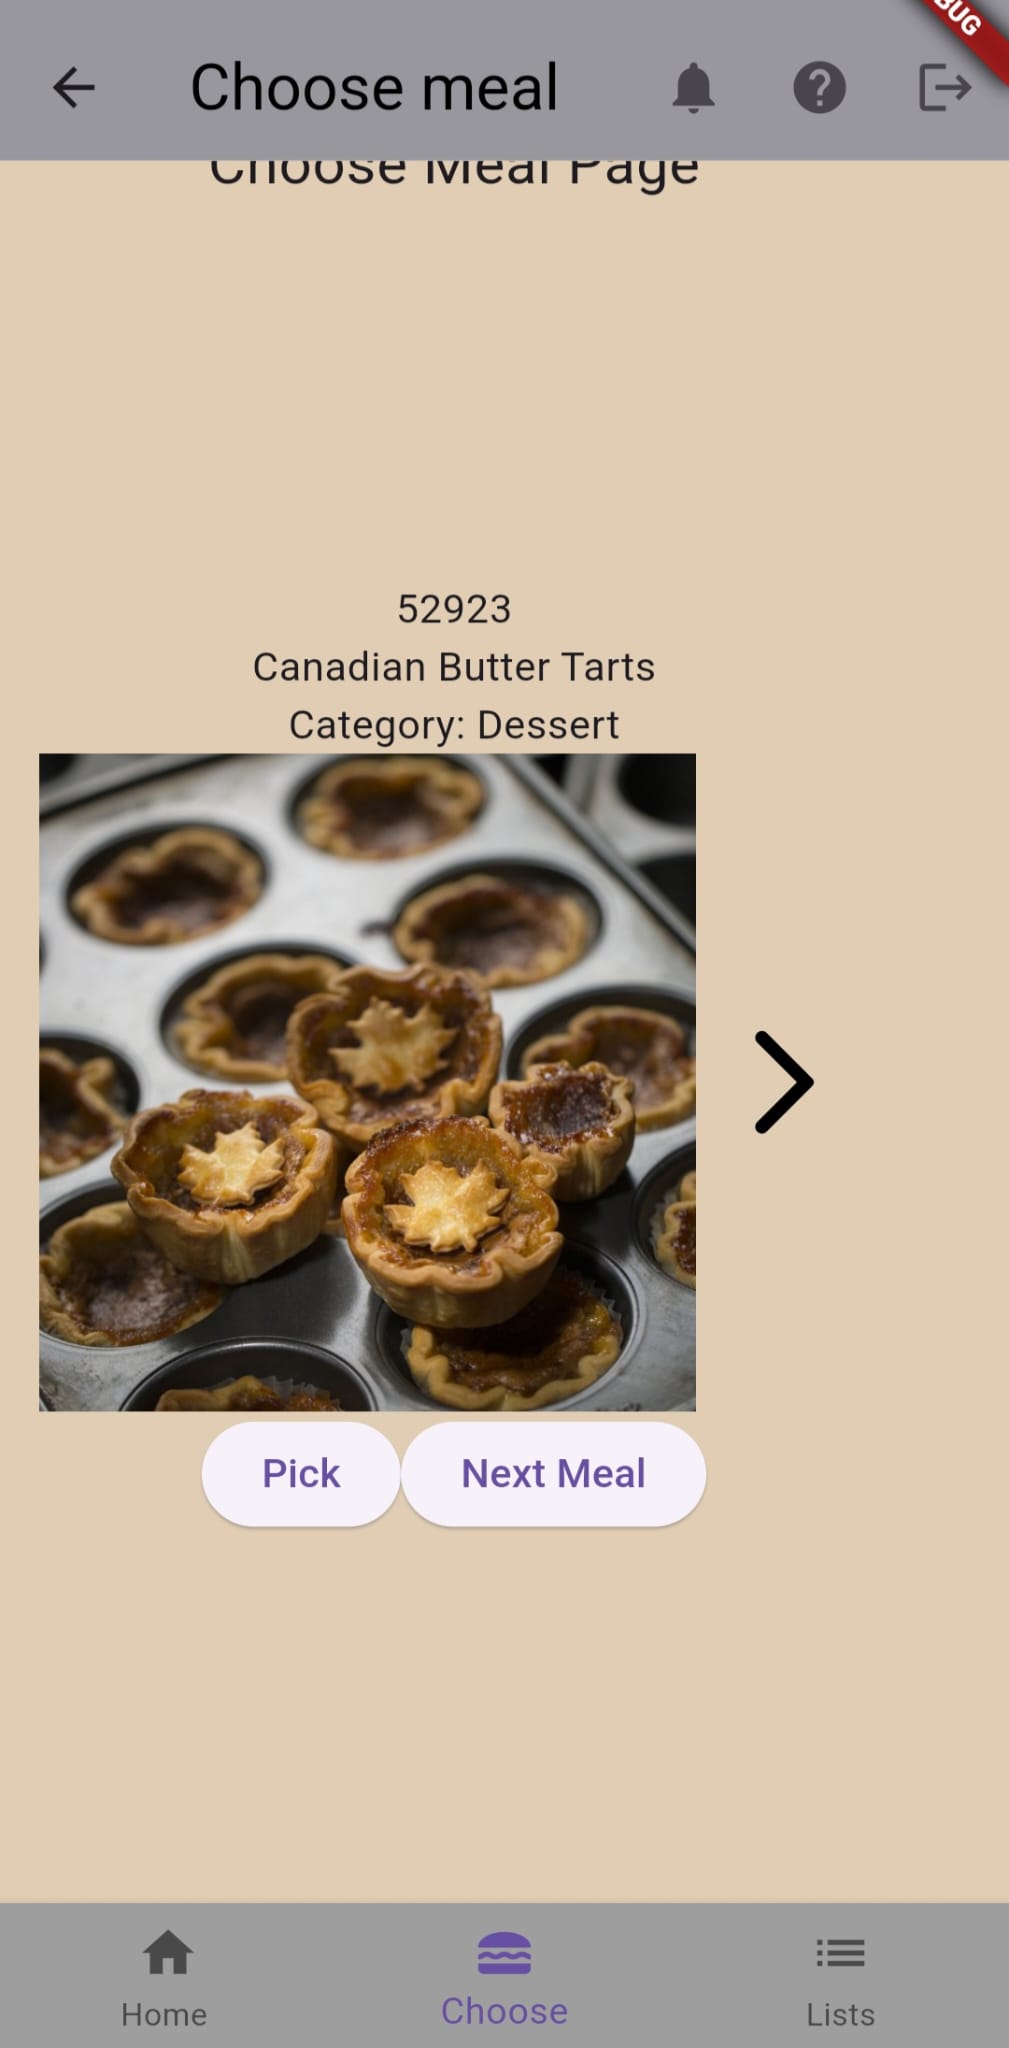 BUG
Choose meal
Choose Meal Page
52923
Canadian Butter Tarts
Category: Dessert
Pick
Next Meal
Home
Choose
Lists